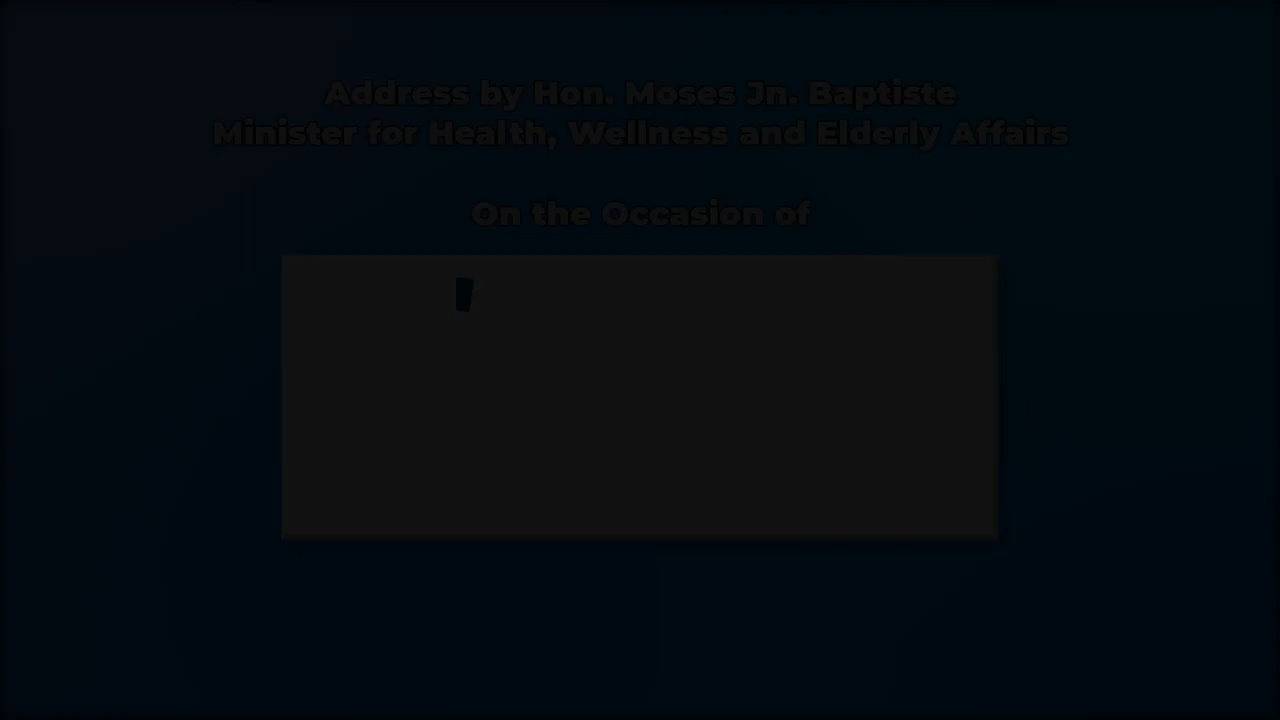 Address by Hon. Moses Jn. Baptiste
Minister for Health, Wellness and Elderly Affairs
On the Occasion of